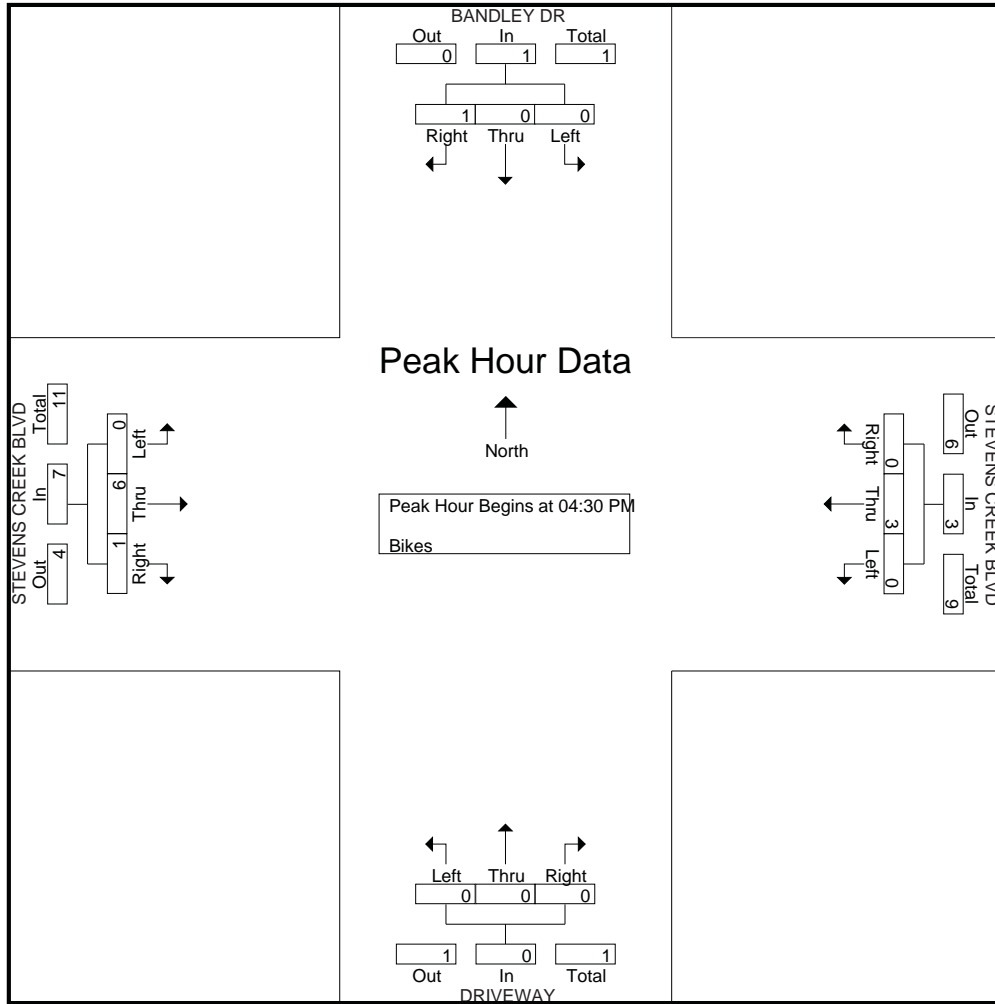 BANDLEY DR
Out In Total
0 1 1
1 0 0
Right Thru Left
Peak Hour Data
North
Peak Hour Begins at 04:30 PM
Bikes
STEVENS CREEK BLVD
Out In Total
4 7 11
Right Thru Left
1 6 0
STEVENS CREEK BLVD
Out In Total
6 3 9
Right Thru Left
0 3 0
Left Thru Right
0 0 0
1 0 1
Out In Total
DRIVEWAY